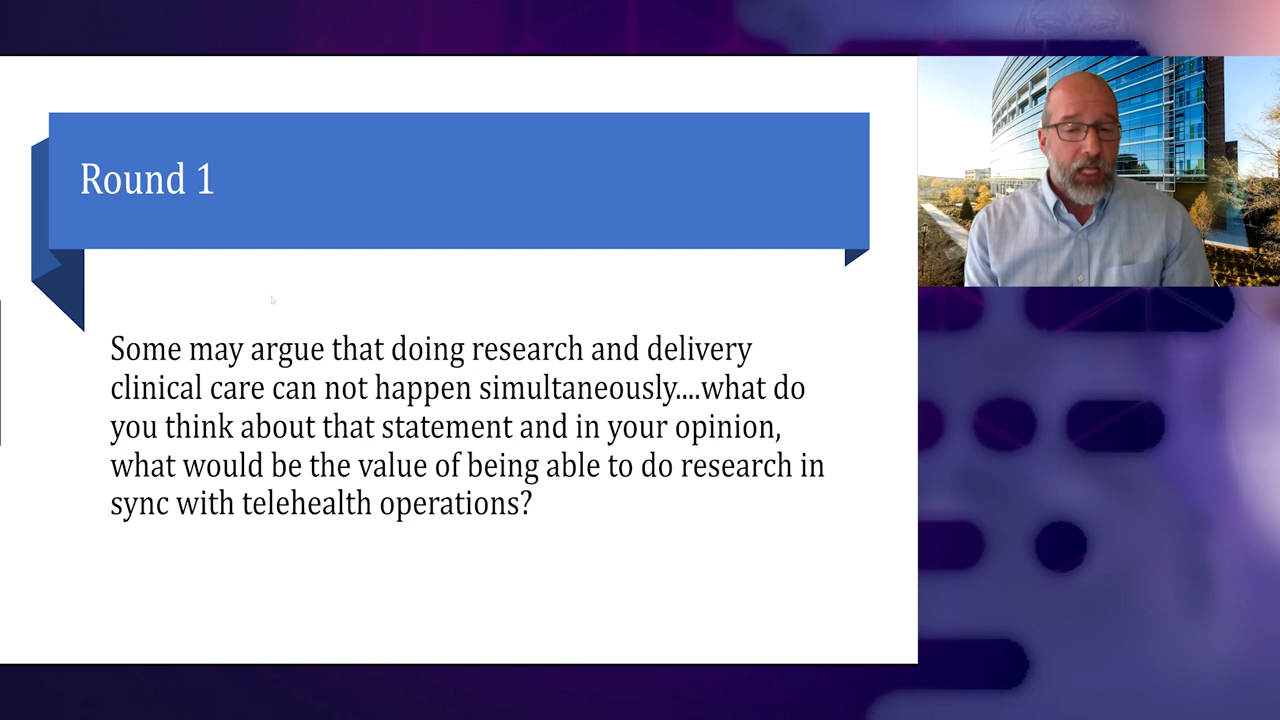 Round 1
Some may argue that doing research and delivery
clinical care can not happen simultaneously....what do
you think about that statement and in your opinion,
what would be the value of being able to do research in
sync with telehealth operations?